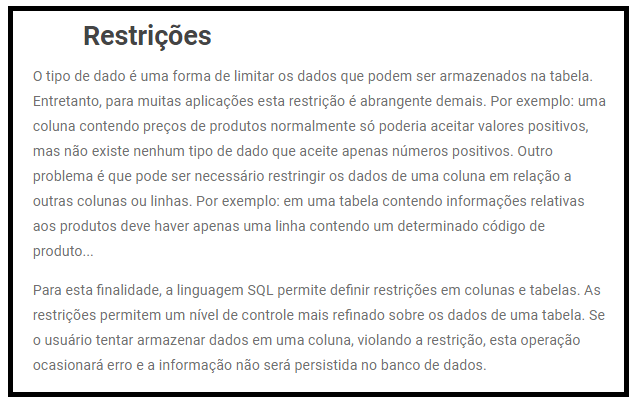 Restrições
O tipo de dado é uma forma de limitar os dados que podem ser armazenados na tabela.
Entretanto, para muitas aplicações esta restrição é abrangente demais. Por exemplo: uma
coluna contendo preços de produtos normalmente só poderia aceitar valores positivos,
mas não existe nenhum tipo de dado que aceite apenas números positivos. Outro
problema é que pode ser necessário restringir os dados de uma coluna em relação a
outras colunas ou linhas. Por exemplo: em uma tabela contendo informações relativas
aos produtos deve haver apenas uma linha contendo um determinado código de
produto...
Para esta finalidade, a linguagem SQL permite definir restrições em colunas e tabelas. As
restrições permitem um nível de controle mais refinado sobre os dados de uma tabela. Se
o usuário tentar armazenar dados em uma coluna, violando a restrição, esta operação
ocasionará erro e a informação não será persistida no banco de dados.